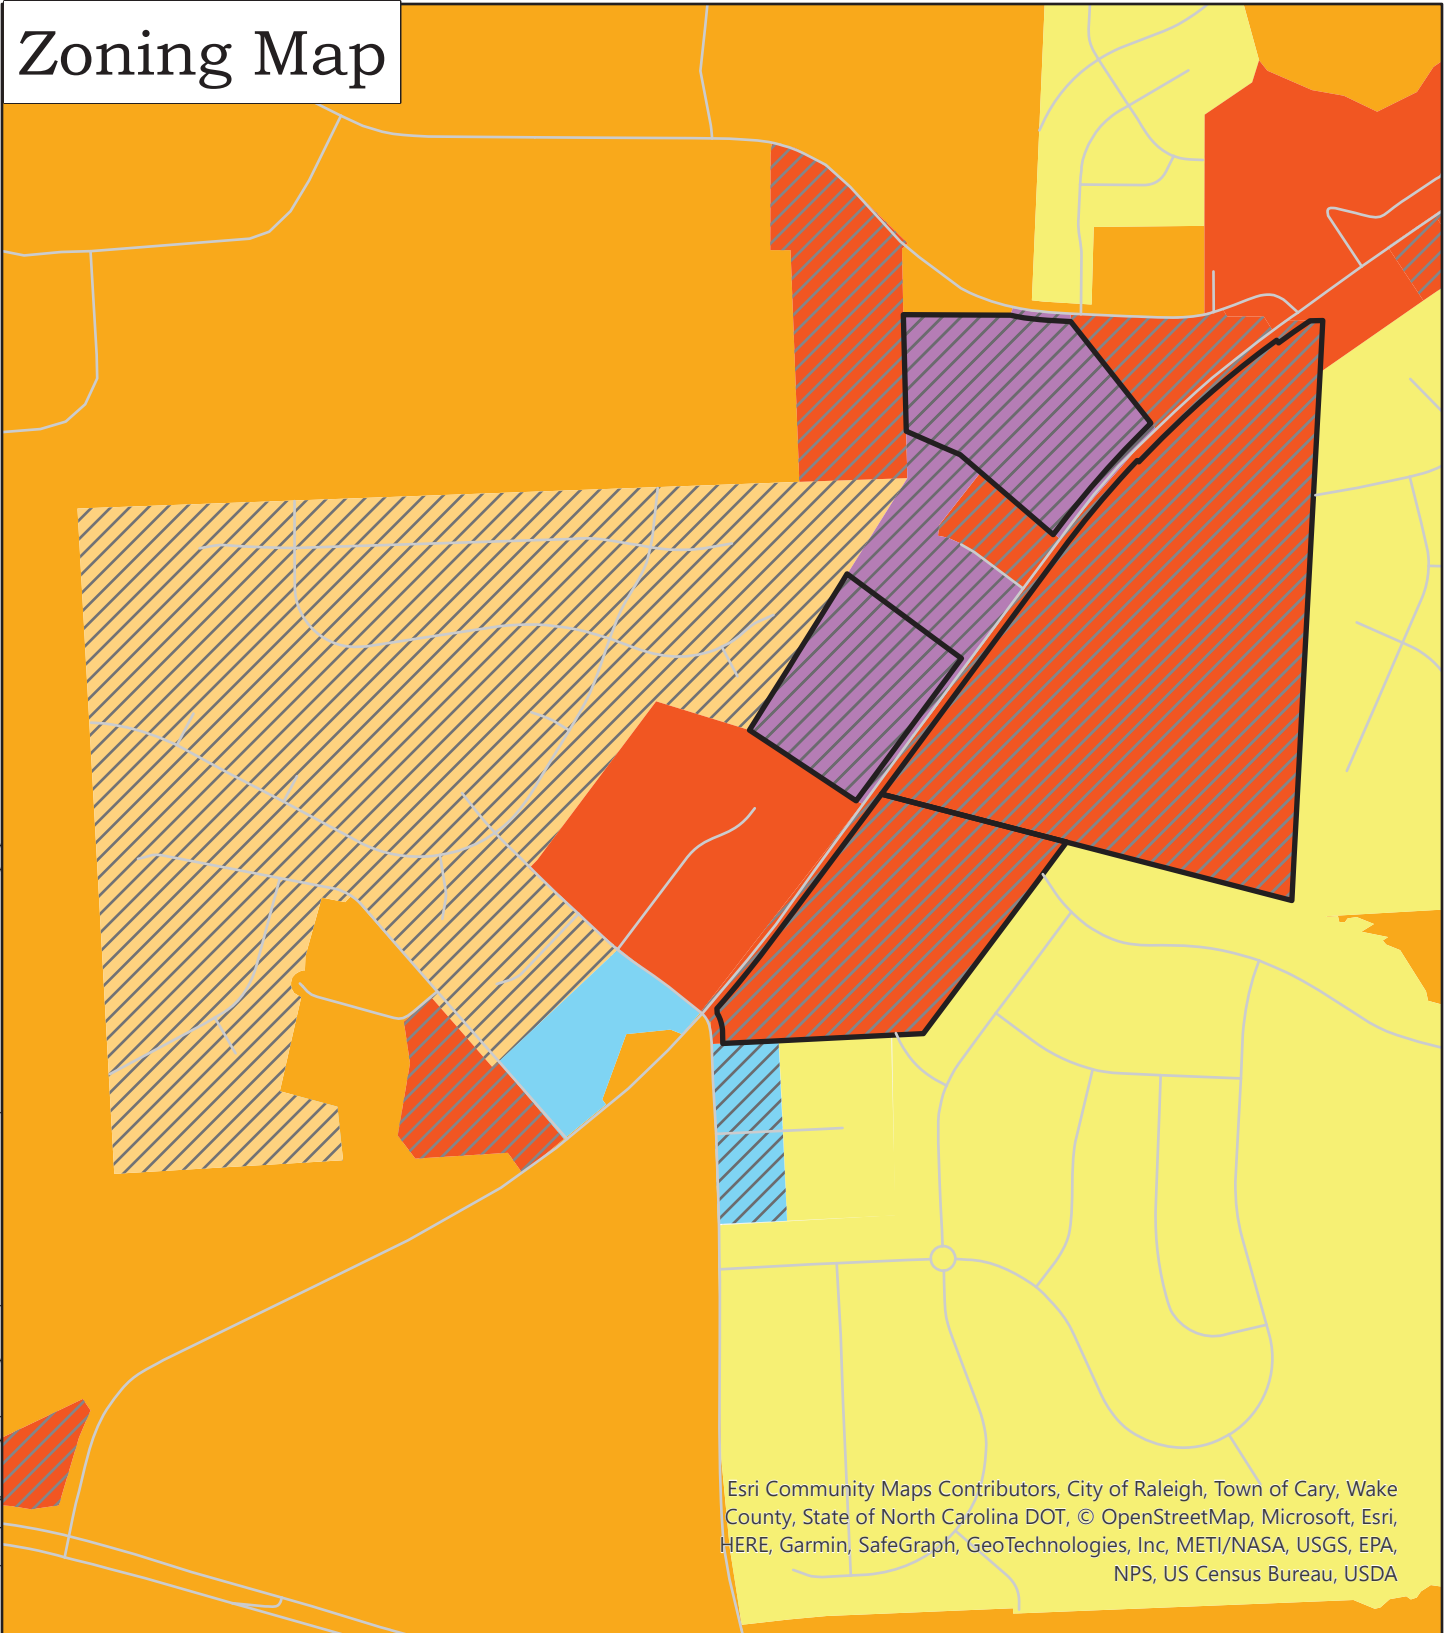 Zoning Map
Esri Community Maps Contributors, City of Raleigh, Town of Cary, Wake
County, State of North Carolina DOT, © OpenStreetMap, Microsoft, Esri,
HERE, Garmin, SafeGraph, GeoTechnologies, Inc, METI/NASA, USGS, EPA,
NPS, US Census Bureau, USDA